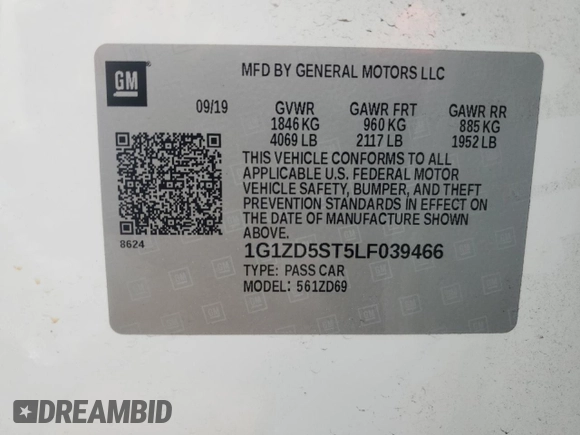 GM
MFD BY GENERAL MOTORS LLC
09/19 GVWR GAWR FRT GAWR RR
1846 KG 960 KG 885 KG
4069 LB 2117 LB 1952 LB
THIS VEHICLE CONFORMS TO ALL
APPLICABLE U.S. FEDERAL MOTOR
VEHICLE SAFETY, BUMPER, AND THEFT
PREVENTION STANDARDS IN EFFECT ON
THE DATE OF MANUFACTURE SHOWN
ABOVE.
8624
1G1ZD5ST5LF039466
TYPE: PASS CAR
MODEL: 561ZD69
DREAMBID